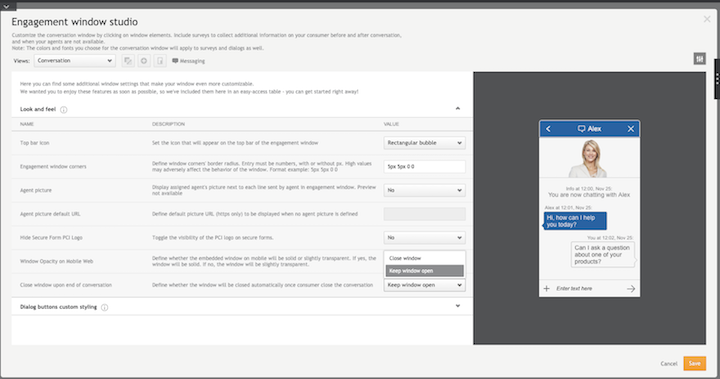 Engagement window studio
Customize the conversation window by clicking on window elements. Include surveys to collect additional information on your consumer before and after conversation,
and when your agents are not available.
Note: The colors and fonts you choose for the conversation window will apply to surveys and dialogs as well.
Views: Conversation Messaging
Here you can find some additional window settings that make your window even more customizable.
We wanted you to enjoy these features as soon as possible, so we've included them here in an easy-access table - you can get started right away!
Look and feel
NAME DESCRIPTION VALUE
Top bar icon Set the icon that will appear on the top bar of the engagement window Rectangular bubble
Engagement window corners Define window corners' border radius. Entry must be numbers, with or without px. High values
may adversely affect the behavior of the window. Format example: 5px 5px 0 0 5px 5px 0 0
Agent picture Display assigned agent's picture next to each line sent by agent in engagement window. Preview
not available No
Agent picture default URL Define default picture URL (https only) to be displayed when no agent picture is defined
Hide Secure Form PCI Logo Toggle the visibility of the PCI logo on secure forms. No
Window Opacity on Mobile Web Define whether the embedded window on mobile will be solid or slightly transparent. If yes, the
window will be solid. If no, the window will be slightly transparent.
Close window
Keep window open
Close window upon end of conversation Define whether the window will be closed automatically once consumer close the conversation Keep window open
Dialog buttons custom styling
Alex
Info at 12:00, Nov 25:
You are now chatting with Alex
Alex at 12:01, Nov 25:
Hi, how can I help
you today?
You at 12:02, Nov 25:
Can I ask a question
about one of your
products?
+ Enter text here
Cancel Save